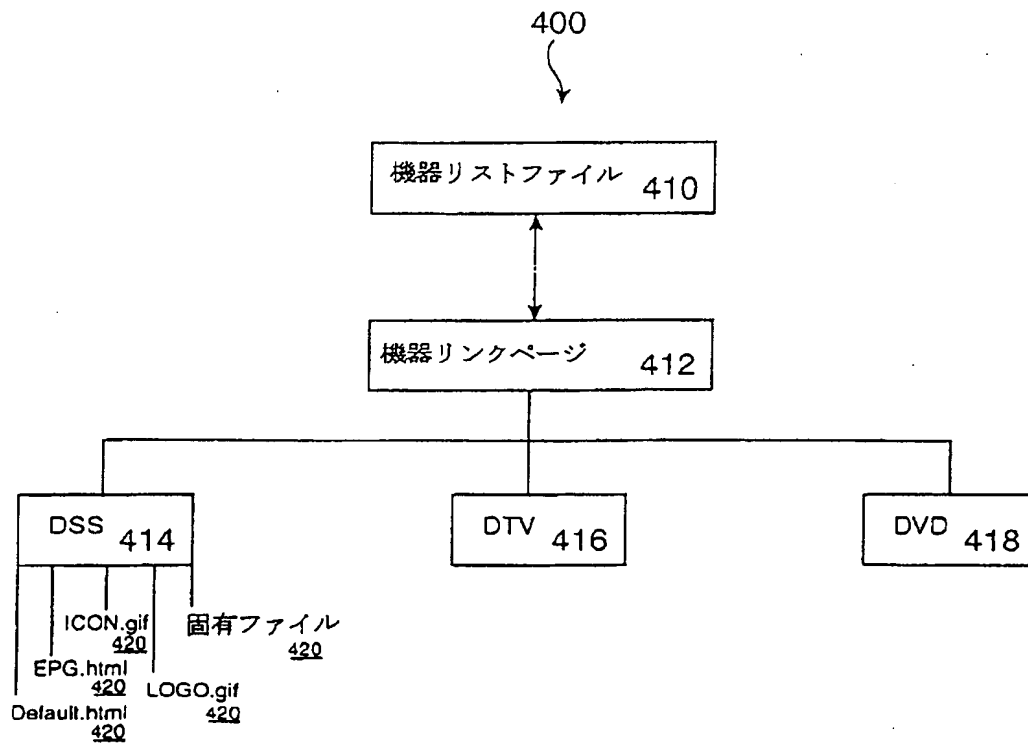 400
機器リストファイル 410
機器リンクページ 412
DSS 414
DTV 416
DVD 418
ICON.gif
420
固有ファイル
420
EPG.html
420
LOGO.gif
420
Default.html
420